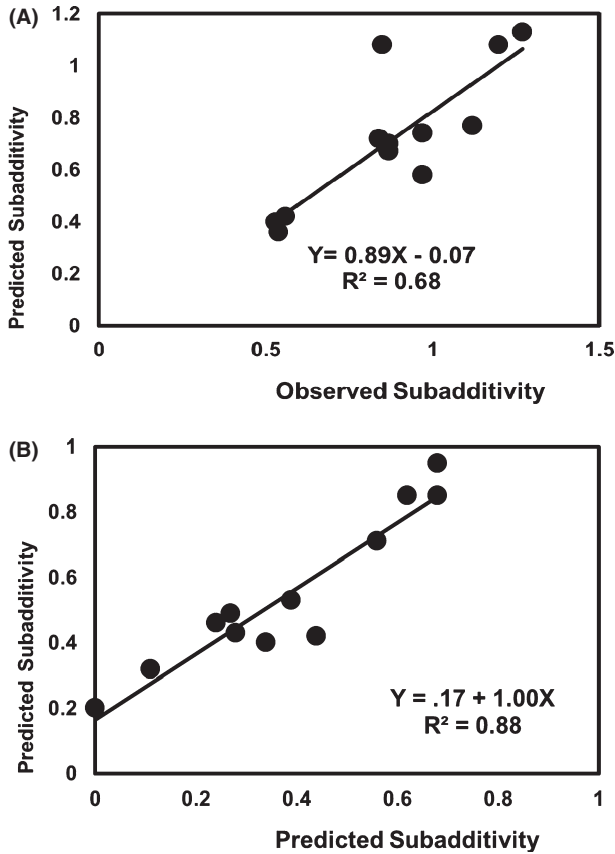 (A)
Predicted Subadditivity
1.2
1
0.8
0.6
0.4
0.2
0
Y= 0.89X - 0.07
R² = 0.68
0 0.5 1 1.5
Observed Subadditivity
(B)
Predicted Subadditivity
1
0.8
0.6
0.4
0.2
0
Y = .17 + 1.00X
R² = 0.88
0 0.2 0.4 0.6 0.8 1
Predicted Subadditivity